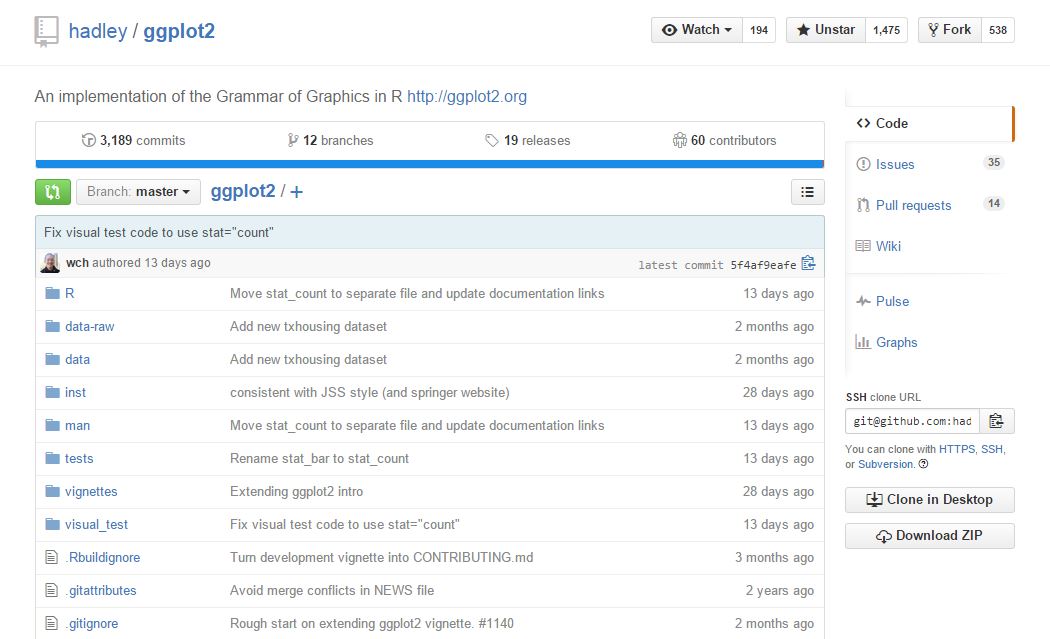 hadley / ggplot2
Watch 194 Unstar 1,475 Fork 538
An implementation of the Grammar of Graphics in R http://ggplot2.org
3,189 commits 12 branches 19 releases 60 contributors
Branch: master ggplot2 / +
Fix visual test code to use stat="count"
wch authored 13 days ago latest commit 5f4af9eafe
R Move stat_count to separate file and update documentation links 13 days ago
data-raw Add new txhousing dataset 2 months ago
data Add new txhousing dataset 2 months ago
inst consistent with JSS style (and springer website) 28 days ago
man Move stat_count to separate file and update documentation links 13 days ago
tests Rename stat_bar to stat_count 13 days ago
vignettes Extending ggplot2 intro 28 days ago
visual_test Fix visual test code to use stat="count" 13 days ago
.Rbuildignore Turn development vignette into CONTRIBUTING.md 3 months ago
.gitattributes Avoid merge conflicts in NEWS file 2 years ago
.gitignore Rough start on extending ggplot2 vignette. #1140 2 months ago
Code
Issues 35
Pull requests 14
Wiki
Pulse
Graphs
SSH clone URL
git@github.com:had
You can clone with HTTPS, SSH,
or Subversion.
Clone in Desktop
Download ZIP